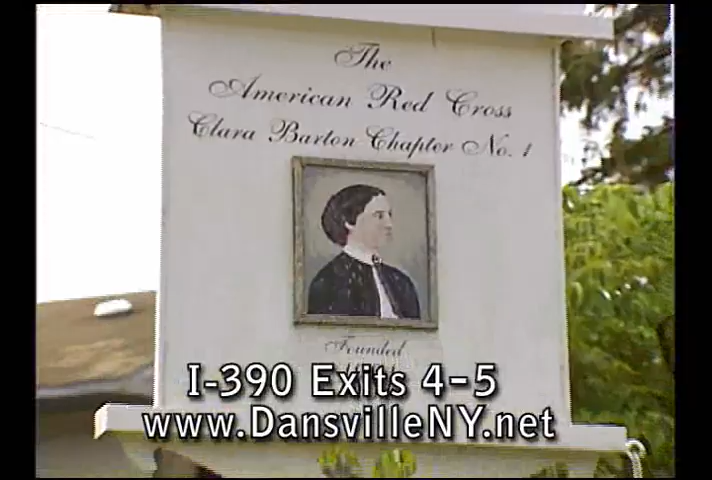 The
American Red Cross
Clara Barton Chapter No. 1
Founded
I-390 Exits 4-5
www.DansvilleNY.net